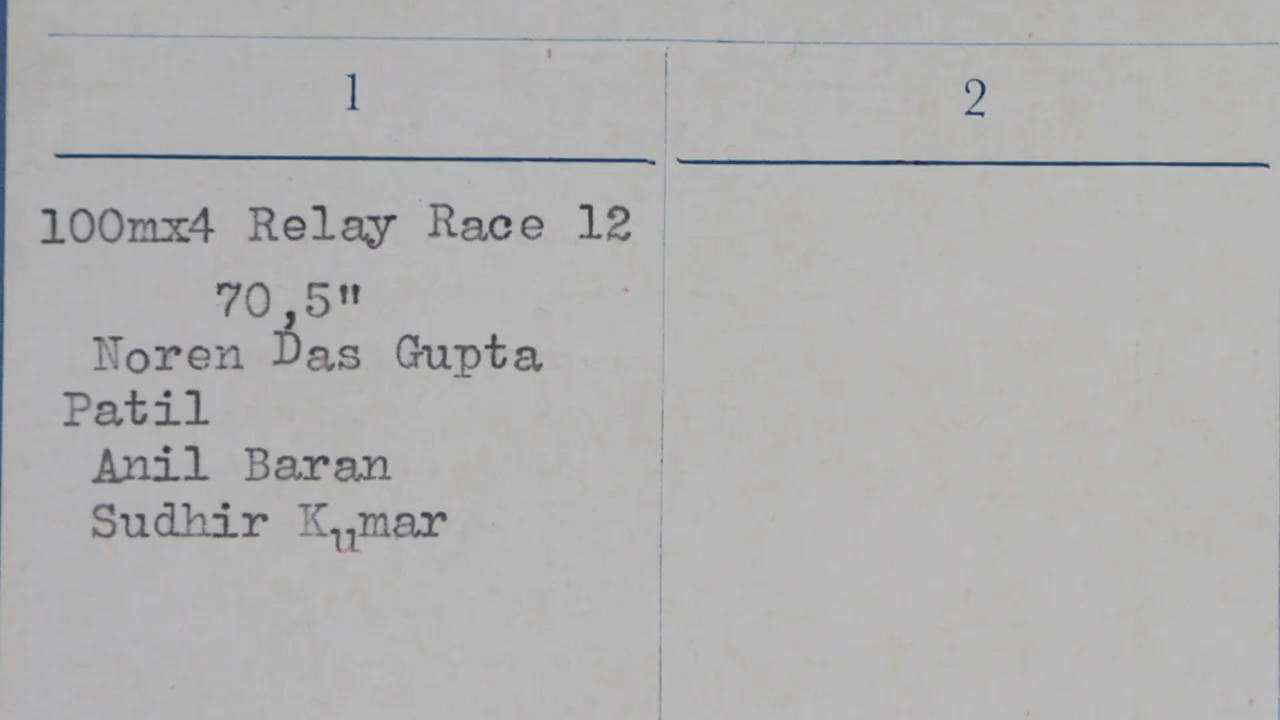 1
2
100mx4 Relay Race 12
70,5"
Noren Das Gupta
Patil
Anil Baran
Sudhir Kumar